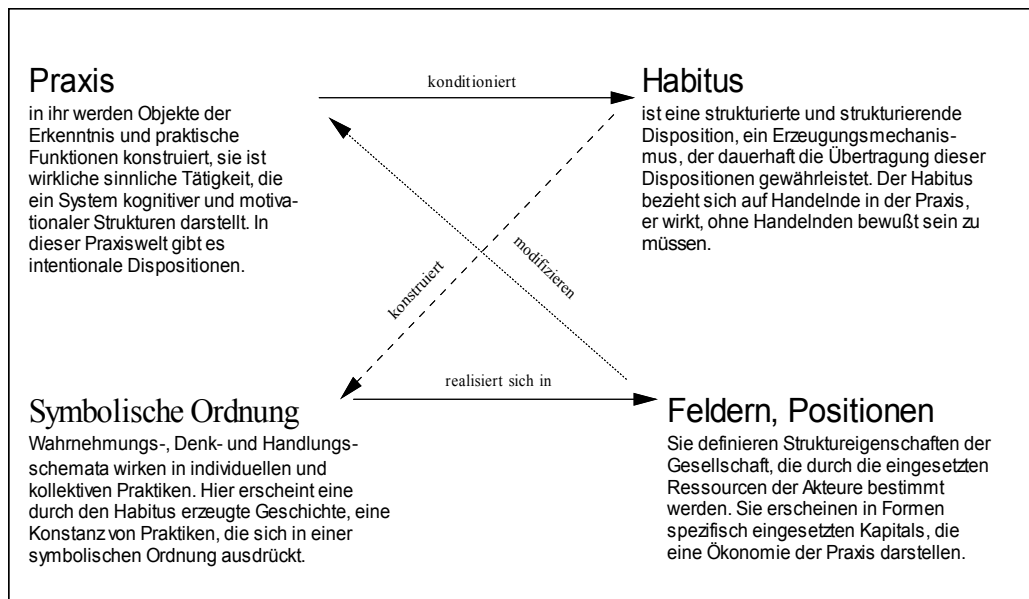 Praxis
in ihr werden Objekte der
Erkenntnis und praktische
Funktionen konstruiert, sie ist
wirkliche sinnliche Tätigkeit, die
ein System kognitiver und motiva-
tionaler Strukturen darstellt. In
dieser Praxiswelt gibt es
intentionale Dispositionen.
konditioniert
Habitus
ist eine strukturierte und strukturierende
Disposition, ein Erzeugungsmechanis-
mus, der dauerhaft die Übertragung dieser
Dispositionen gewährleistet. Der Habitus
bezieht sich auf Handelnde in der Praxis,
er wirkt, ohne Handelnden bewußt sein zu
müssen.
konstruiert
modifizieren
Symbolische Ordnung
Wahrnehmungs-, Denk- und Handlungs-
schemata wirken in individuellen und
kollektiven Praktiken. Hier erscheint eine
durch den Habitus erzeugte Geschichte, eine
Konstanz von Praktiken, die sich in einer
symbolischen Ordnung ausdrückt.
realisiert sich in
Feldern, Positionen
Sie definieren Struktureigenschaften der
Gesellschaft, die durch die eingesetzten
Ressourcen der Akteure bestimmt
werden. Sie erscheinen in Formen
spezifisch eingesetzten Kapitals, die
eine Ökonomie der Praxis darstellen.